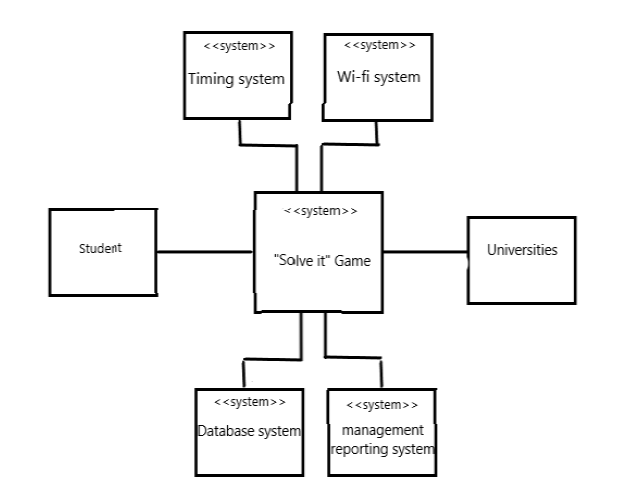 <<system>>
Timing system
<<system>>
Wi-fi system
<<system>>
"Solve it" Game
Student
Universities
<<system>>
Database system
<<system>>
management
reporting system